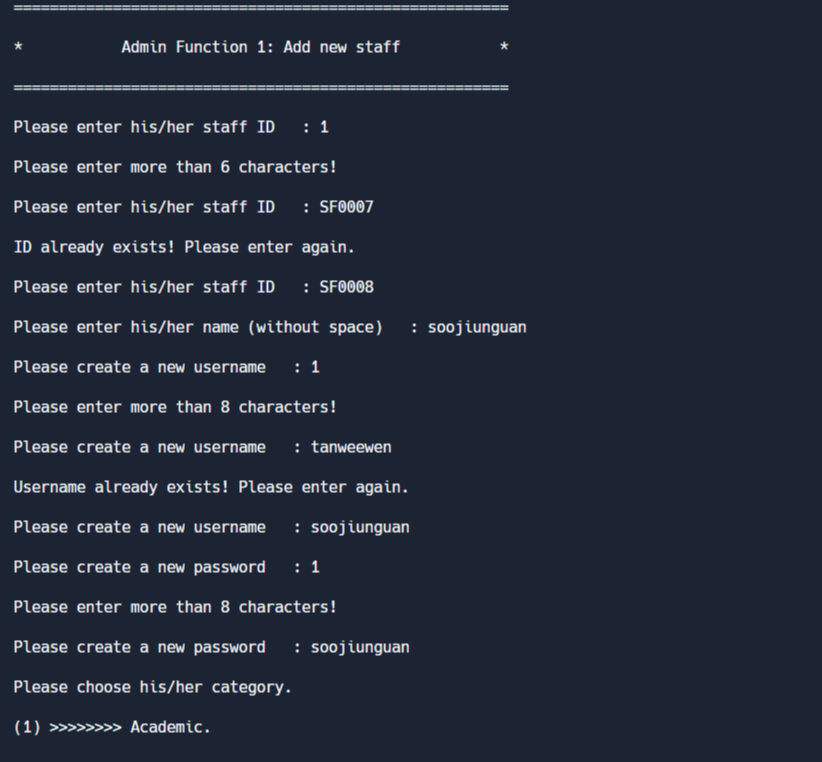 =======================================================
*           Admin Function 1: Add new staff           *
=======================================================
Please enter his/her staff ID   : 1
Please enter more than 6 characters!
Please enter his/her staff ID   : SF0007
ID already exists! Please enter again.
Please enter his/her staff ID   : SF0008
Please enter his/her name (without space)   : soojiunguan
Please create a new username   : 1
Please enter more than 8 characters!
Please create a new username   : tanweewen
Username already exists! Please enter again.
Please create a new username   : soojiunguan
Please create a new password   : 1
Please enter more than 8 characters!
Please create a new password   : soojiunguan
Please choose his/her category.
(1) >>>>>>>> Academic.